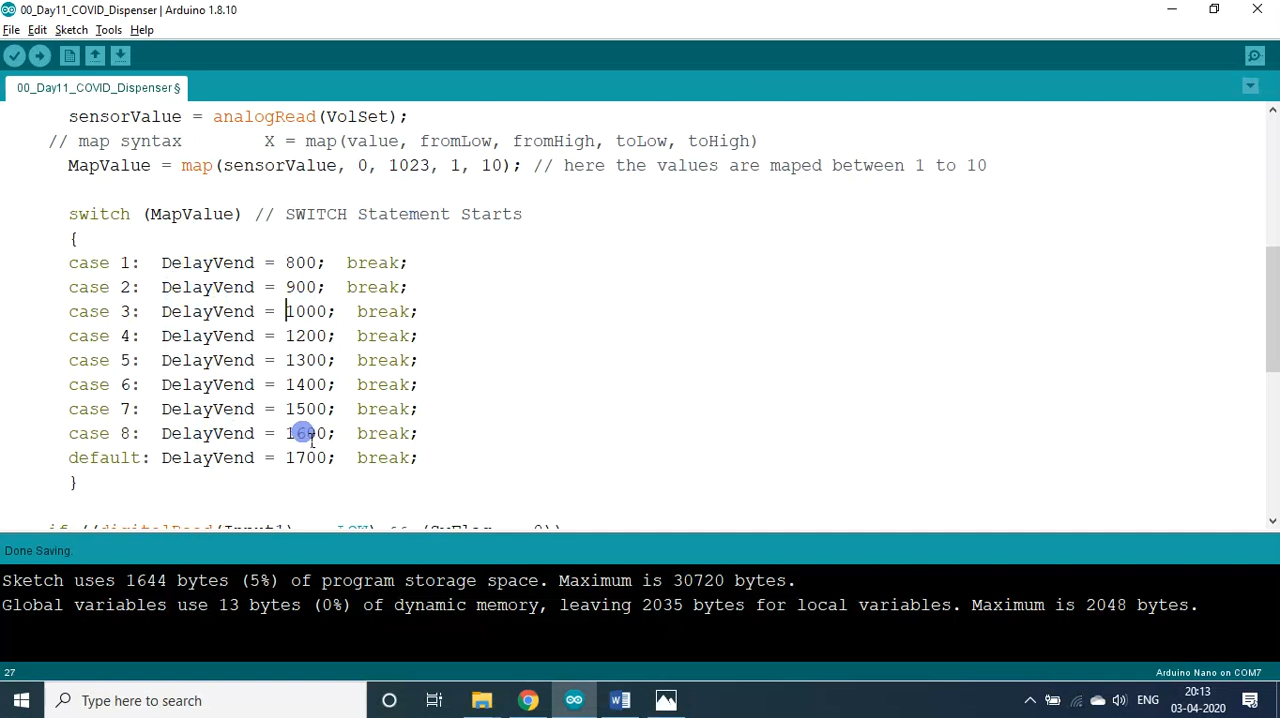 00_Day11_COVID_Dispenser § | Arduino 1.8.10
File Edit Sketch Tools Help
00_Day11_COVID_Dispenser §
sensorValue = analogRead(VolSet);
// map syntax X = map(value, fromLow, fromHigh, toLow, toHigh)
MapValue = map(sensorValue, 0, 1023, 1, 10); // here the values are maped between 1 to 10
switch (MapValue) // SWITCH Statement Starts
{
case 1: DelayVend = 800; break;
case 2: DelayVend = 900; break;
case 3: DelayVend = 1000; break;
case 4: DelayVend = 1200; break;
case 5: DelayVend = 1300; break;
case 6: DelayVend = 1400; break;
case 7: DelayVend = 1500; break;
case 8: DelayVend = 1600; break;
default: DelayVend = 1700; break;
}
Done Saving.
Sketch uses 1644 bytes (5%) of program storage space. Maximum is 30720 bytes.
Global variables use 13 bytes (0%) of dynamic memory, leaving 2035 bytes for local variables. Maximum is 2048 bytes.
27 Arduino Nano on COM7
Type here to search
ENG
20:13
03-04-2020